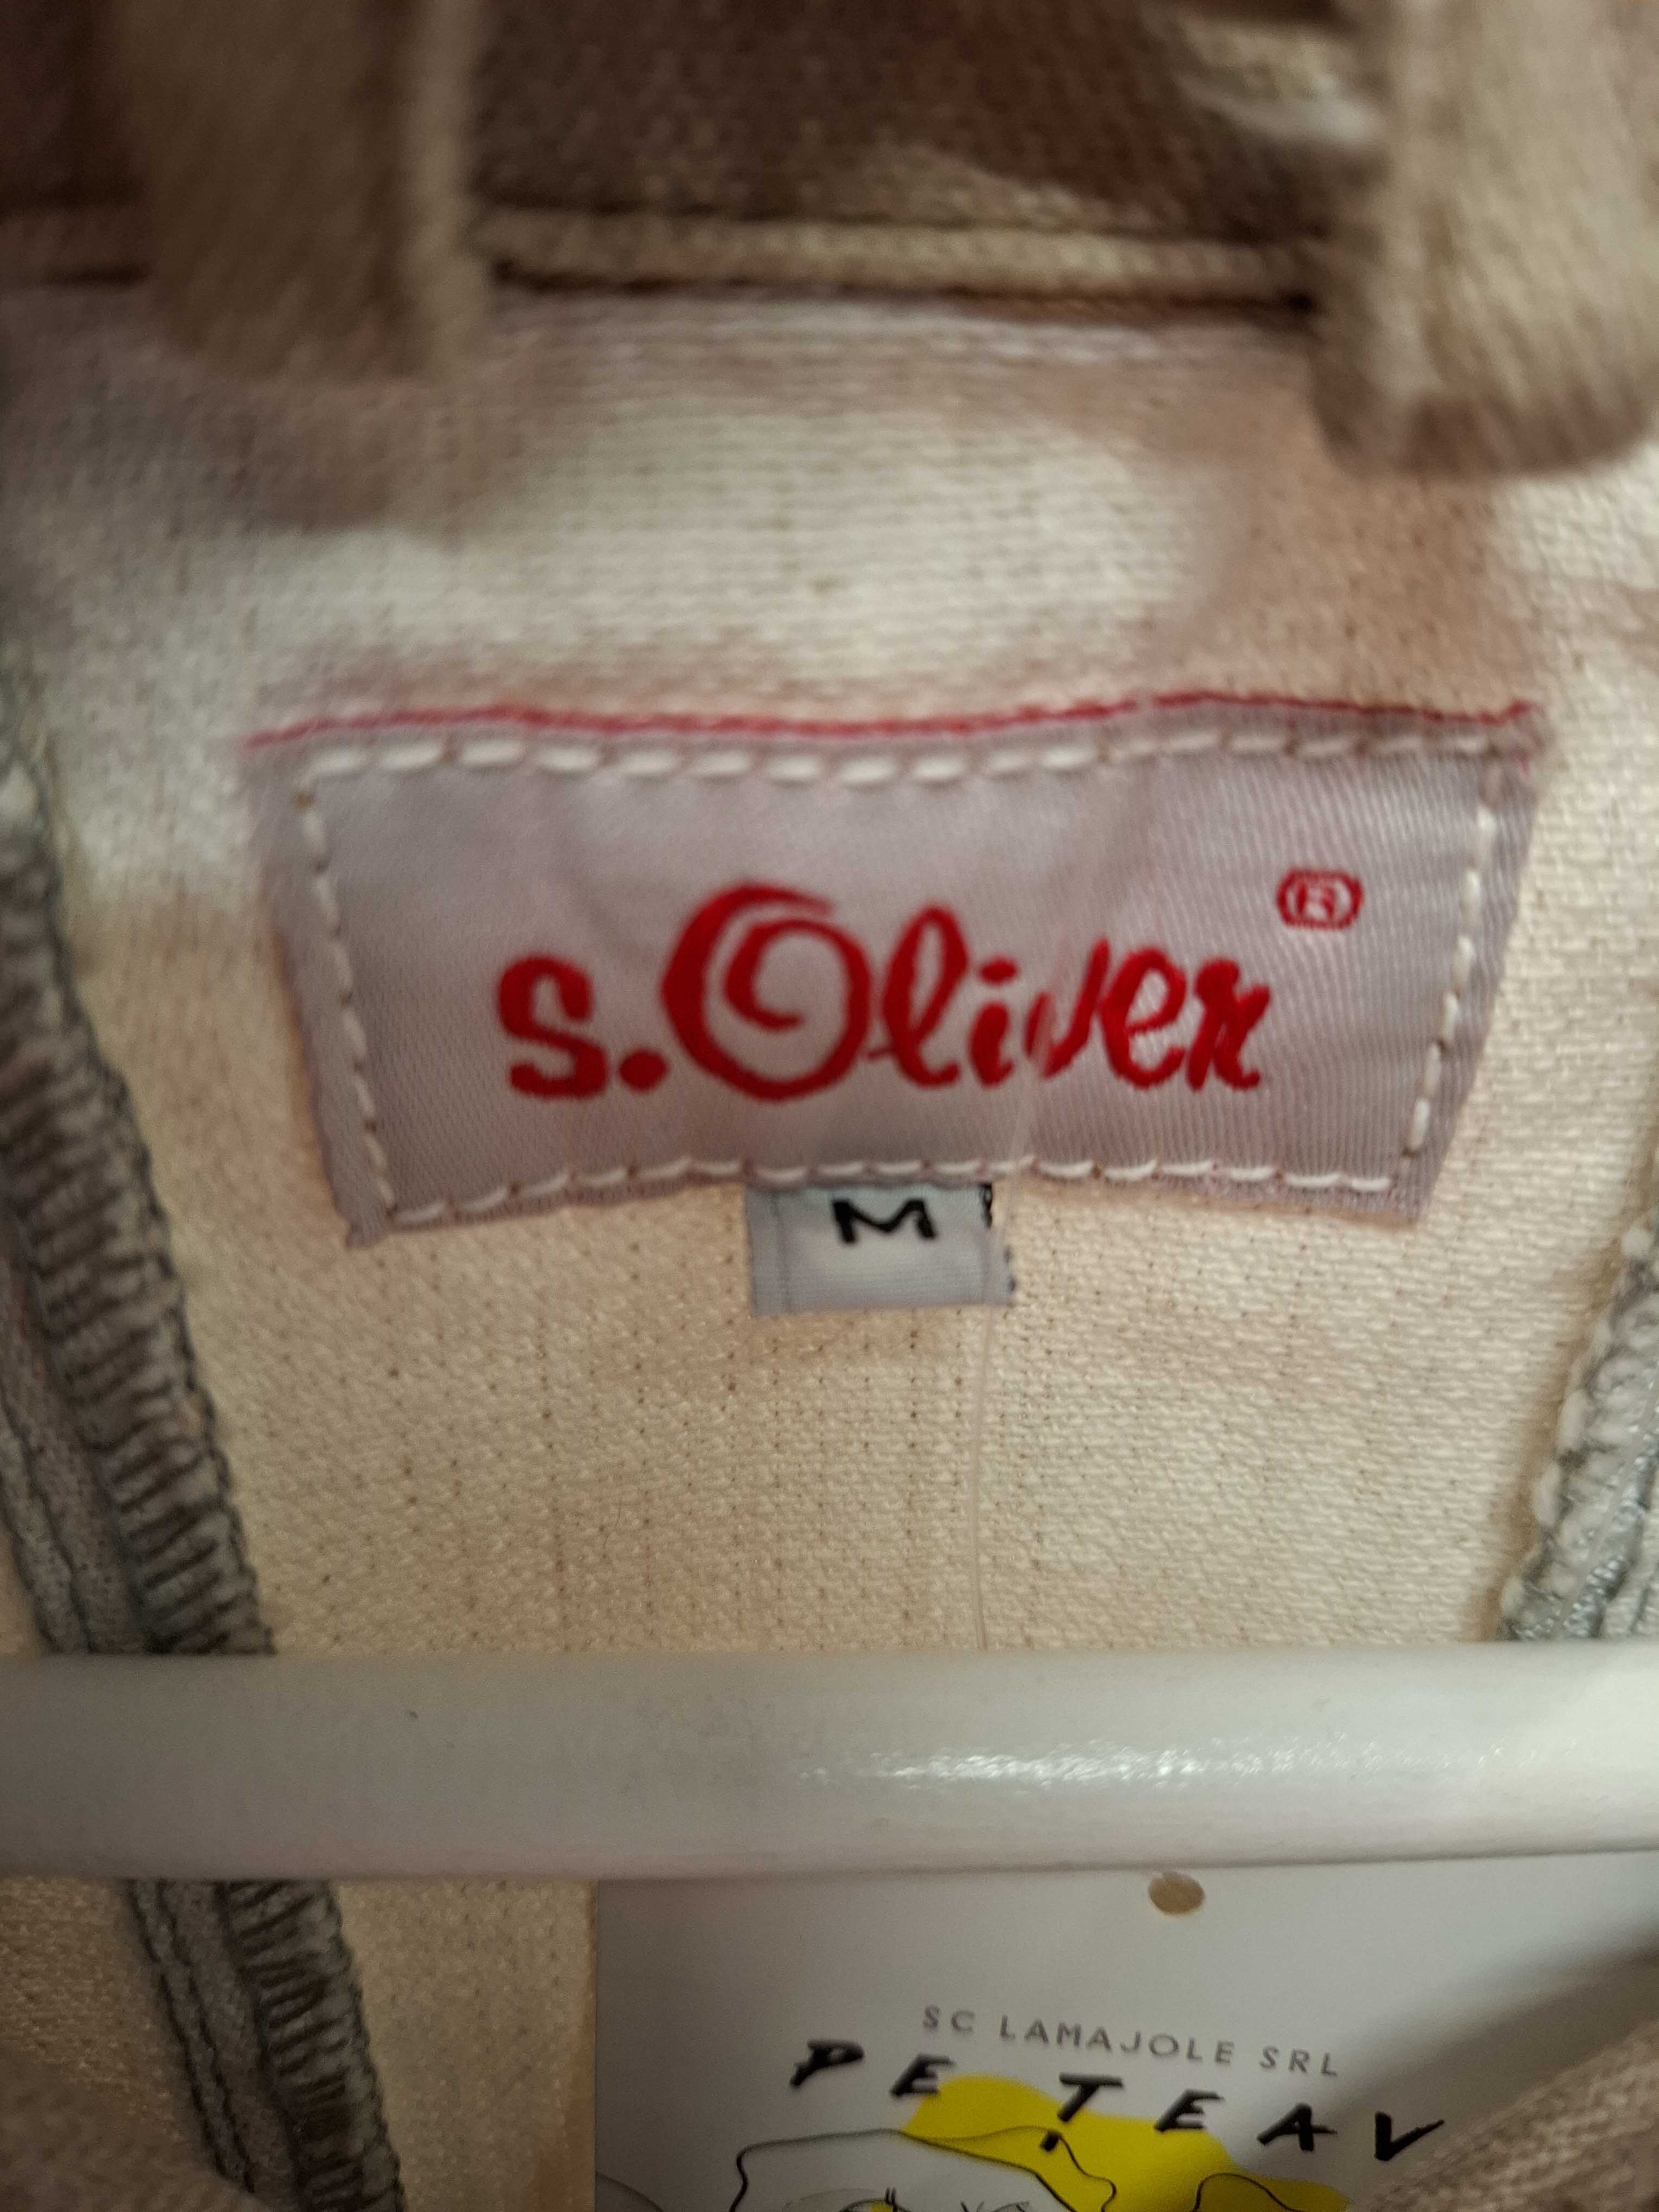 s.Oliver ®
M
SC LAMAJOLE SRL
PE TEAV